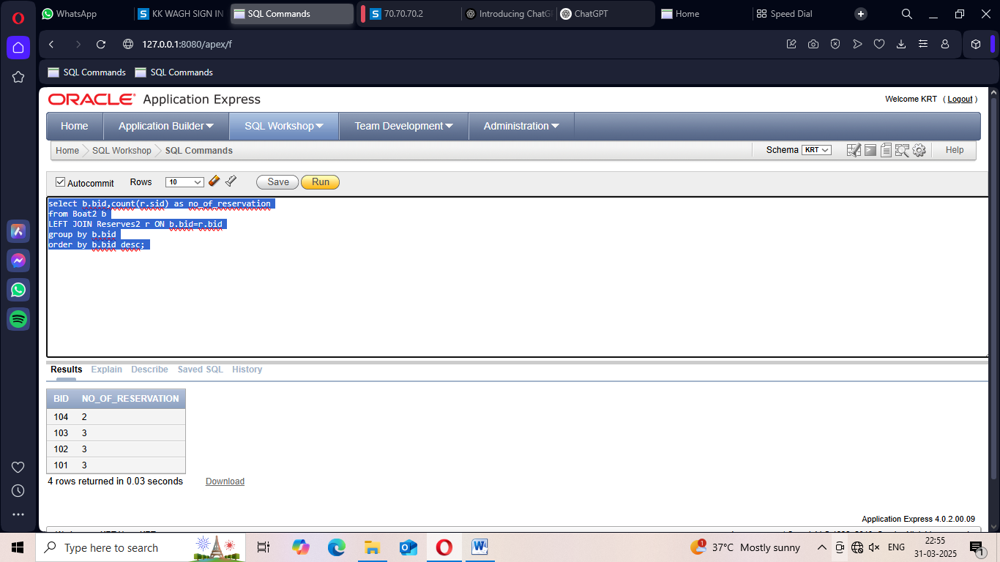 WhatsApp
KK WAGH SIGN IN
SQL Commands
70.70.70.2
Introducing ChatG
ChatGPT
Home
Speed Dial
127.0.0.1:8080/apex/f
SQL Commands
SQL Commands
ORACLE Application Express
Welcome KRT ( Logout )
Home
Application Builder
SQL Workshop
Team Development
Administration
Home
SQL Workshop
SQL Commands
Schema KRT
Help
Autocommit
Rows 10
Save
Run
select b.bid,count(r.sid) as no_of_reservation
from Boat2 b
LEFT JOIN Reserves2 r ON b.bid=r.bid
group by b.bid
order by b.bid desc;
Results Explain Describe Saved SQL History
BID NO_OF_RESERVATION
104 2
103 3
102 3
101 3
4 rows returned in 0.03 seconds
Download
Application Express 4.0.2.00.09
Type here to search
1
37°C Mostly sunny
ENG
22:55
31-03-2025
1